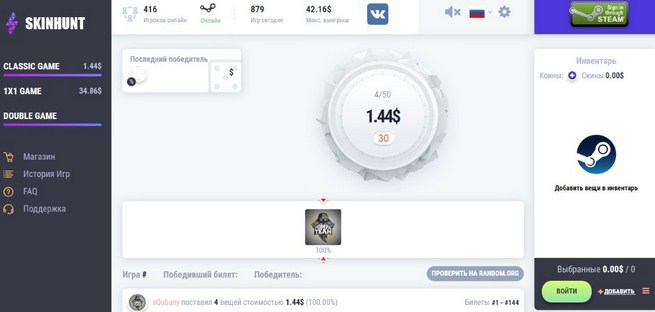 SKINHUNT
CLASSIC GAME 1.44$
1X1 GAME 34.86$
DOUBLE GAME
Магазин
История Игр
FAQ
Поддержка
416
Игроков онлайн
Онлайн
879
Игр сегодня
42.16$
Макс. выигрыш
Sign in through STEAM
Последний победитель
$
4/50
1.44$
30
100%
Игра # Победивший билет: Победитель: ПРОВЕРИТЬ НА RANDOM.ORG
sQubany поставил 4 вещей стоимостью 1.44$ (100.00%) Билеты #1 - #144
Инвентарь
Скины 0.00$
Добавить вещи в инвентарь
Выбранные 0.00$ / 0
ВОЙТИ + ДОБАВИТЬ